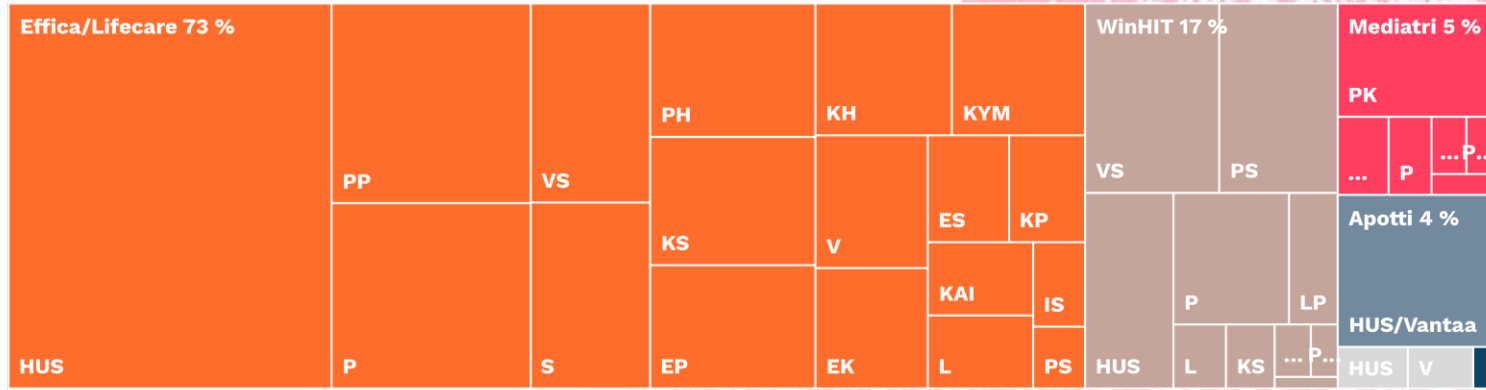 Effica/Lifecare 73 %
HUS
PP
VS
P
S
PH
KS
EP
KH
KYM
V
ES
KP
KAI
IS
EK
L
PS
WinHIT 17 %
VS
PS
HUS
P
LP
L
KS
...
P...
Mediatri 5 %
PK
...
P
...
P...
Apotti 4 %
HUS/Vantaa
HUS
V